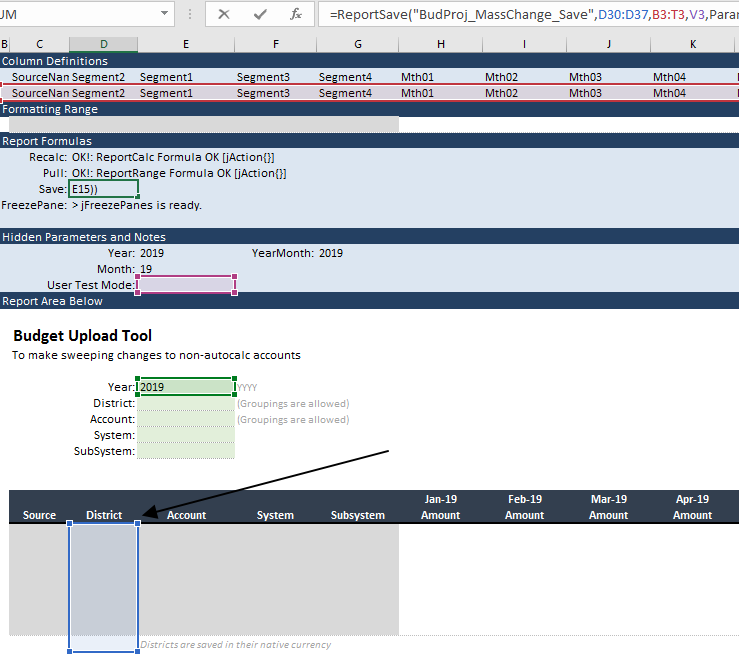 UM =ReportSave("BudProj_MassChange_Save",D30:D37,B3:T3,V3,Param
B C D E F G H I J K
Column Definitions
SourceNan Segment2 Segment1 Segment3 Segment4 Mth01 Mth02 Mth03 Mth04
SourceNan Segment2 Segment1 Segment3 Segment4 Mth01 Mth02 Mth03 Mth04
Formatting Range
Report Formulas
Recalc: OK!: ReportCalc Formula OK [jAction{}]
Pull: OK!: ReportRange Formula OK [jAction{}]
Save: E15))
FreezePane: > jFreezePanes is ready.
Hidden Parameters and Notes
Year: 2019 YearMonth: 2019
Month: 19
User Test Mode:
Report Area Below
Budget Upload Tool
To make sweeping changes to non-autocalc accounts
Year: 2019 YYYY
District: (Groupings are allowed)
Account: (Groupings are allowed)
System:
SubSystem:
Jan-19 Feb-19 Mar-19 Apr-19
Source District Account System Subsystem Amount Amount Amount Amount
Districts are saved in their native currency